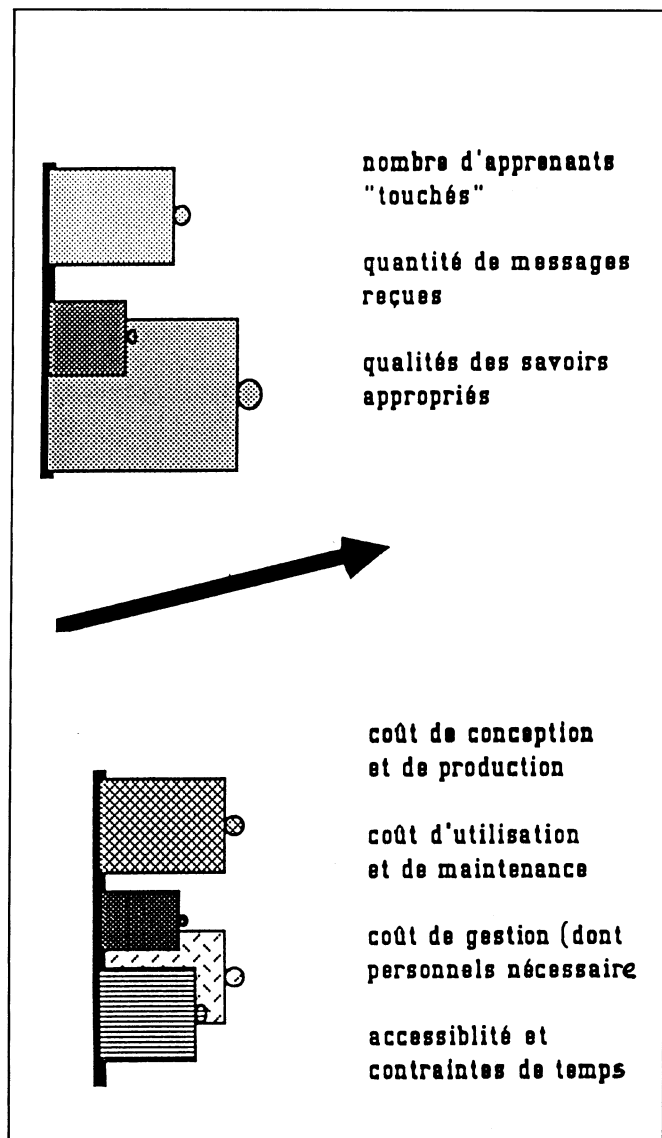 nombre d'apprenants
"touchés"
quantité de messages
reçues
qualités des savoirs
appropriés
coût de conception
et de production
coût d'utilisation
et de maintenance
coût de gestion (dont
personnels nécessaire
accessiblité et
contraintes de temps